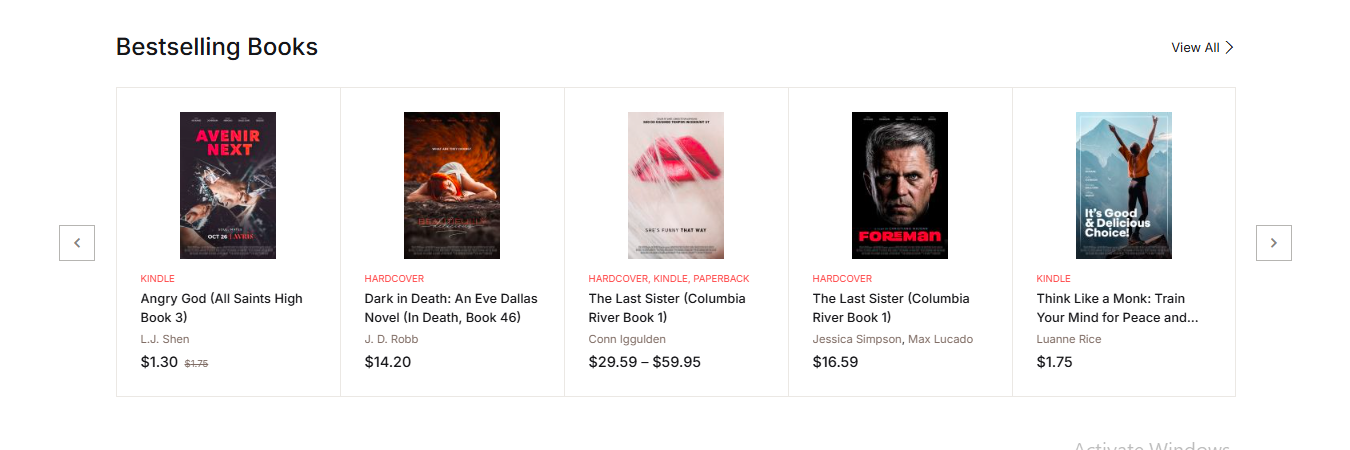 Bestselling Books
View All
AVENIR
NEXT
OCT 26
WHAT ARE THEY HIDING?
SHE'S FUNNY THAT WAY
FOREMAN
It's Good
& Delicious
Choice!
KINDLE
Angry God (All Saints High
Book 3)
L.J. Shen
$1.30 $1.75
HARDCOVER
Dark in Death: An Eve Dallas
Novel (In Death, Book 46)
J. D. Robb
$14.20
HARDCOVER, KINDLE, PAPERBACK
The Last Sister (Columbia
River Book 1)
Conn Iggulden
$29.59 – $59.95
HARDCOVER
The Last Sister (Columbia
River Book 1)
Jessica Simpson, Max Lucado
$16.59
KINDLE
Think Like a Monk: Train
Your Mind for Peace and...
Luanne Rice
$1.75
Activate Windows